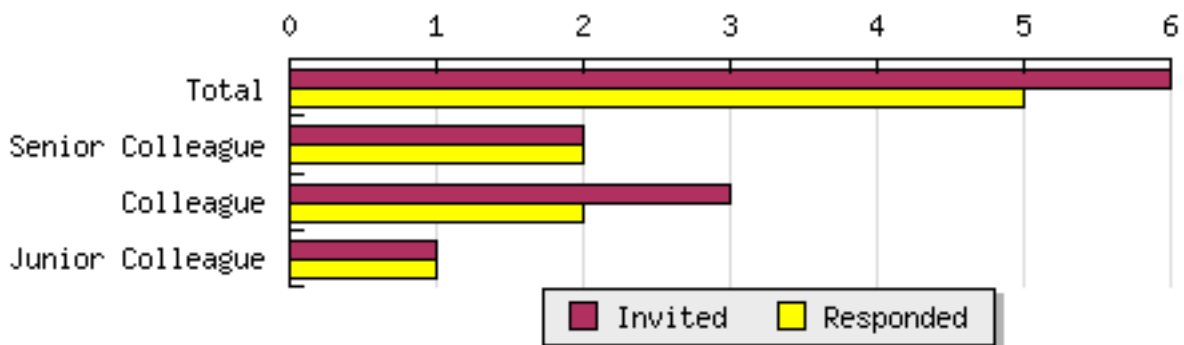 0 1 2 3 4 5 6
Total
Senior Colleague
Colleague
Junior Colleague
Invited Responded